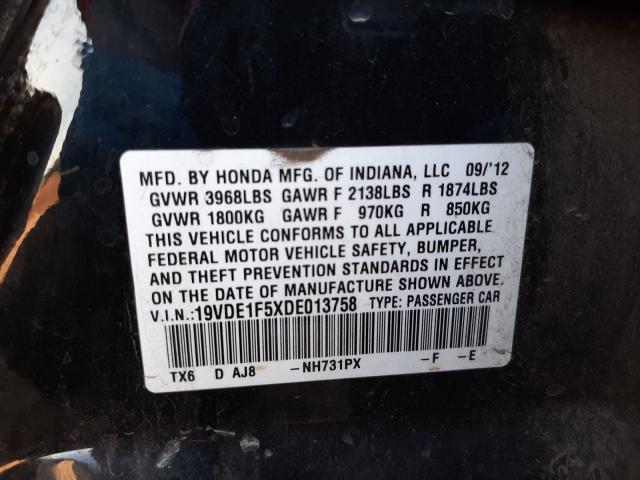 MFD. BY HONDA MFG. OF INDIANA, LLC 09/'12
GVWR 3968LBS GAWR F 2138LBS R 1874LBS
GVWR 1800KG GAWR F 970KG R 850KG
THIS VEHICLE CONFORMS TO ALL APPLICABLE
FEDERAL MOTOR VEHICLE SAFETY, BUMPER,
AND THEFT PREVENTION STANDARDS IN EFFECT
ON THE DATE OF MANUFACTURE SHOWN ABOVE.
V.I.N.:19VDE1F5XDE013758 TYPE: PASSENGER CAR
TX6 D AJ8 –NH731PX –F –E